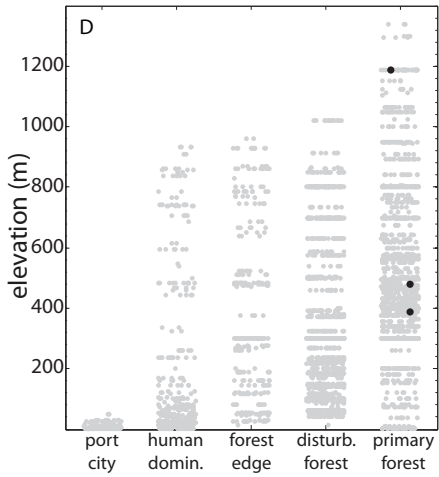 D
elevation (m)
1200
1000
800
600
400
200
port human forest disturb. primary
city domin. edge forest forest